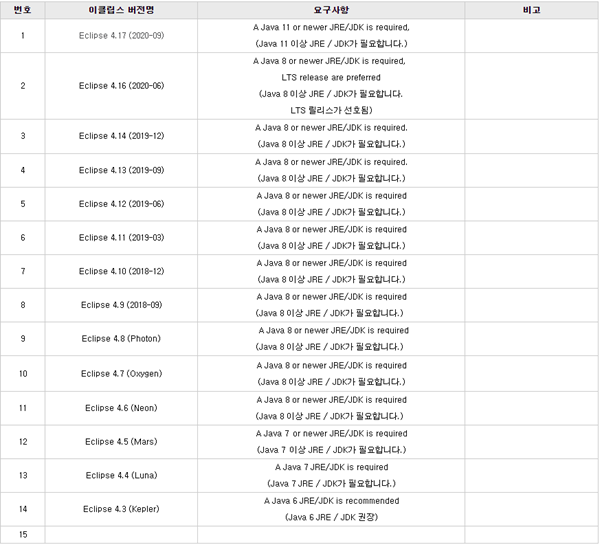 번호 이클립스 버전명 요구사항 비고
1 Eclipse 4.17 (2020-09) A Java 11 or newer JRE/JDK is required,
(Java 11 이상 JRE / JDK가 필요합니다.)
2 Eclipse 4.16 (2020-06) A Java 8 or newer JRE/JDK is required,
LTS release are preferred
(Java 8 이상 JRE / JDK가 필요합니다.
LTS 릴리스가 선호됨)
3 Eclipse 4.14 (2019-12) A Java 8 or newer JRE/JDK is required.
(Java 8 이상 JRE / JDK가 필요합니다.)
4 Eclipse 4.13 (2019-09) A Java 8 or newer JRE/JDK is required.
(Java 8 이상 JRE / JDK가 필요합니다.)
5 Eclipse 4.12 (2019-06) A Java 8 or newer JRE/JDK is required
(Java 8 이상 JRE / JDK가 필요합니다.)
6 Eclipse 4.11 (2019-03) A Java 8 or newer JRE/JDK is required
(Java 8 이상 JRE / JDK가 필요합니다.)
7 Eclipse 4.10 (2018-12) A Java 8 or newer JRE/JDK is required
(Java 8 이상 JRE / JDK가 필요합니다.)
8 Eclipse 4.9 (2018-09) A Java 8 or newer JRE/JDK is required
(Java 8 이상 JRE / JDK가 필요합니다.)
9 Eclipse 4.8 (Photon) A Java 8 or newer JRE/JDK is required
(Java 8 이상 JRE / JDK가 필요합니다.)
10 Eclipse 4.7 (Oxygen) A Java 8 or newer JRE/JDK is required
(Java 8 이상 JRE / JDK가 필요합니다.)
11 Eclipse 4.6 (Neon) A Java 8 or newer JRE/JDK is required
(Java 8 이상 JRE / JDK가 필요합니다.)
12 Eclipse 4.5 (Mars) A Java 7 or newer JRE/JDK is required
(Java 7 이상 JRE / JDK가 필요합니다.)
13 Eclipse 4.4 (Luna) A Java 7 JRE/JDK is required
(Java 7 JRE / JDK가 필요합니다.)
14 Eclipse 4.3 (Kepler) A Java 6 JRE/JDK is recommended
(Java 6 JRE / JDK 권장)
15